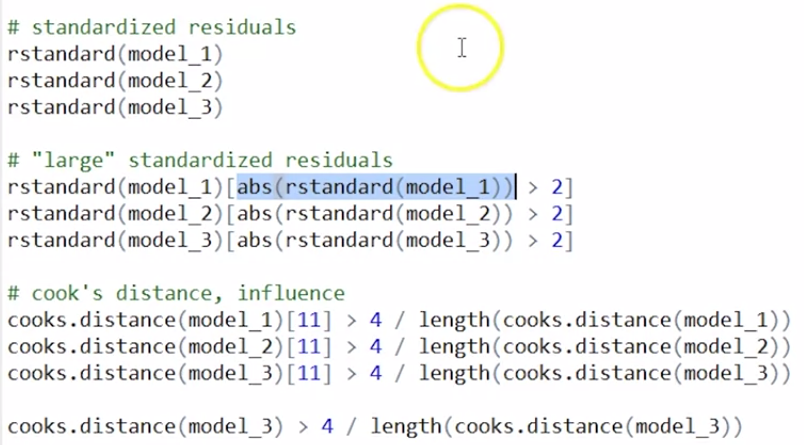 # standardized residuals
rstandard(model_1)
rstandard(model_2)
rstandard(model_3)
# "large" standardized residuals
rstandard(model_1)[abs(rstandard(model_1)) > 2]
rstandard(model_2)[abs(rstandard(model_2)) > 2]
rstandard(model_3)[abs(rstandard(model_3)) > 2]
# cook's distance, influence
cooks.distance(model_1)[11] > 4 / length(cooks.distance(model_1))
cooks.distance(model_2)[11] > 4 / length(cooks.distance(model_2))
cooks.distance(model_3)[11] > 4 / length(cooks.distance(model_3))
cooks.distance(model_3) > 4 / length(cooks.distance(model_3))